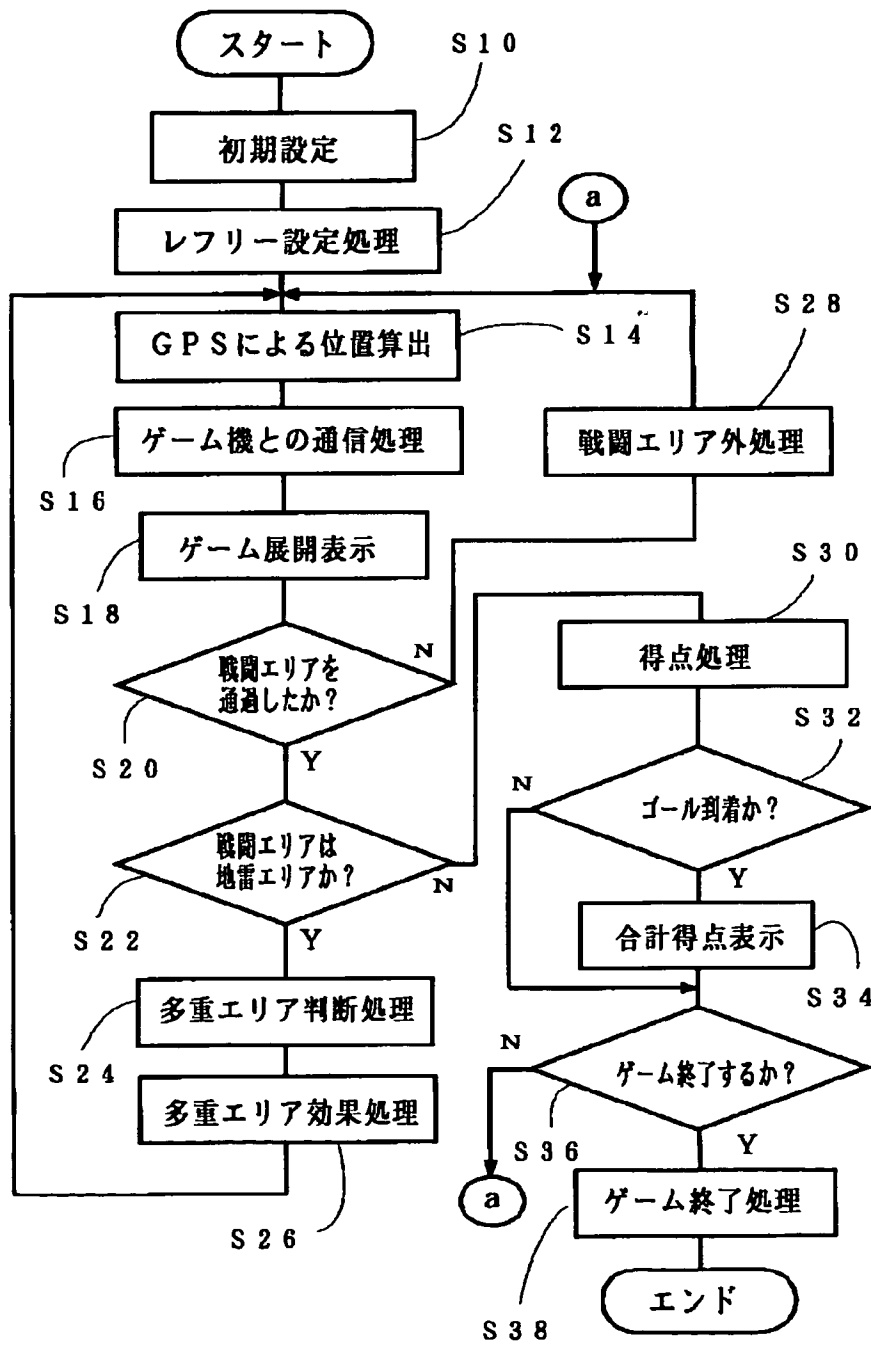 スタート
S10
初期設定
S12
レフリー設定処理
a
GPSによる位置算出
S14
S28
ゲーム機との通信処理
S16
戦闘エリア外処理
ゲーム展開表示
S18
戦闘エリアを
通過したか?
N
S20
Y
戦闘エリアは
地雷エリアか?
N
S22
Y
多重エリア判断処理
S24
多重エリア効果処理
S26
S30
得点処理
S32
ゴール到着か?
N
Y
合計得点表示
S34
ゲーム終了するか?
N
S36
Y
a
ゲーム終了処理
S38
エンド